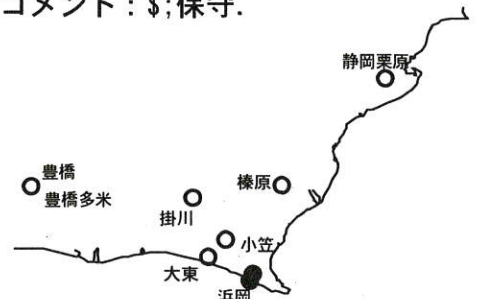 コメント：$;保守.
静岡栗原
豊橋
豊橋多米
榛原
掛川
小笠
大東
浜岡